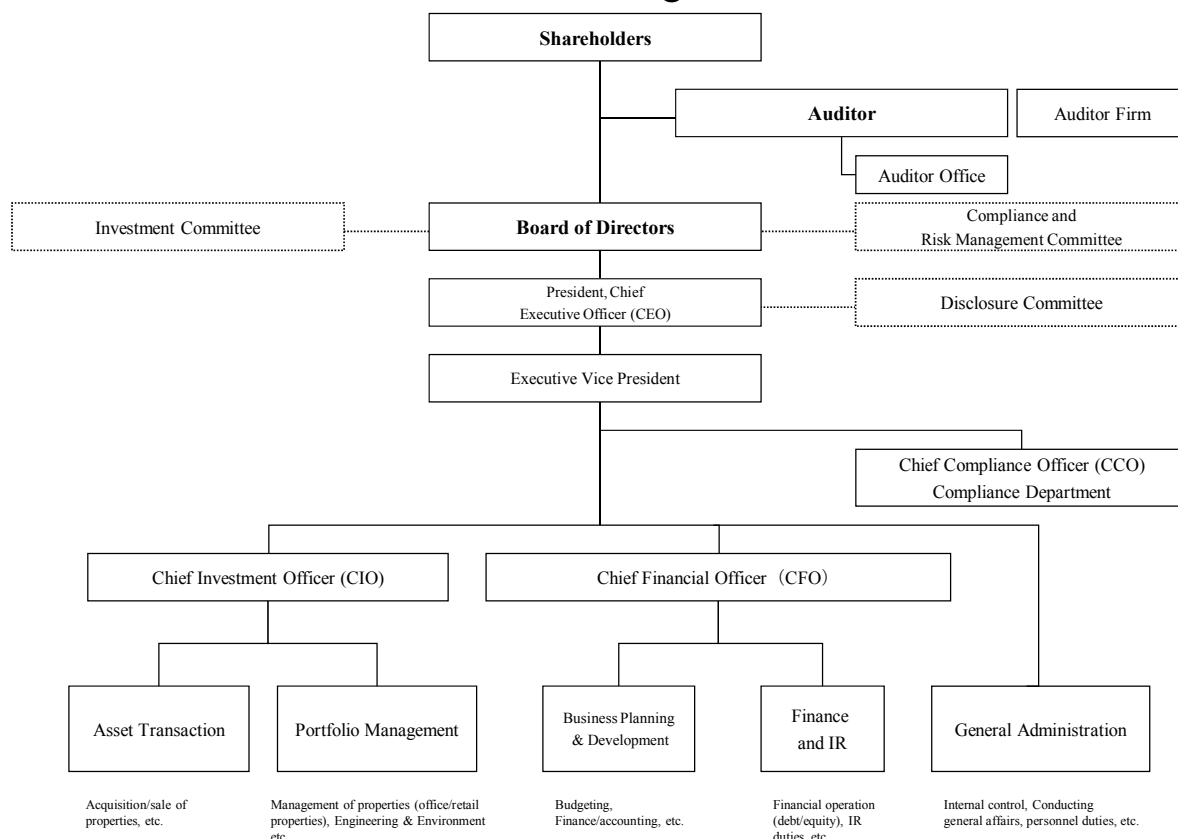 Shareholders
Auditor
Auditor Firm
Auditor Office
Investment Committee
Board of Directors
Compliance and
Risk Management Committee
President, Chief
Executive Officer (CEO)
Disclosure Committee
Executive Vice President
Chief Compliance Officer (CCO)
Compliance Department
Chief Investment Officer (CIO)
Chief Financial Officer（CFO）
Asset Transaction
Portfolio Management
Business Planning
& Development
Finance
and IR
General Administration
Acquisition/sale of
properties, etc.
Management of properties (office/retail
properties), Engineering & Environment
etc.
Budgeting,
Finance/accounting, etc.
Financial operation
(debt/equity), IR
duties, etc.
Internal control, Conducting
general affairs, personnel duties, etc.